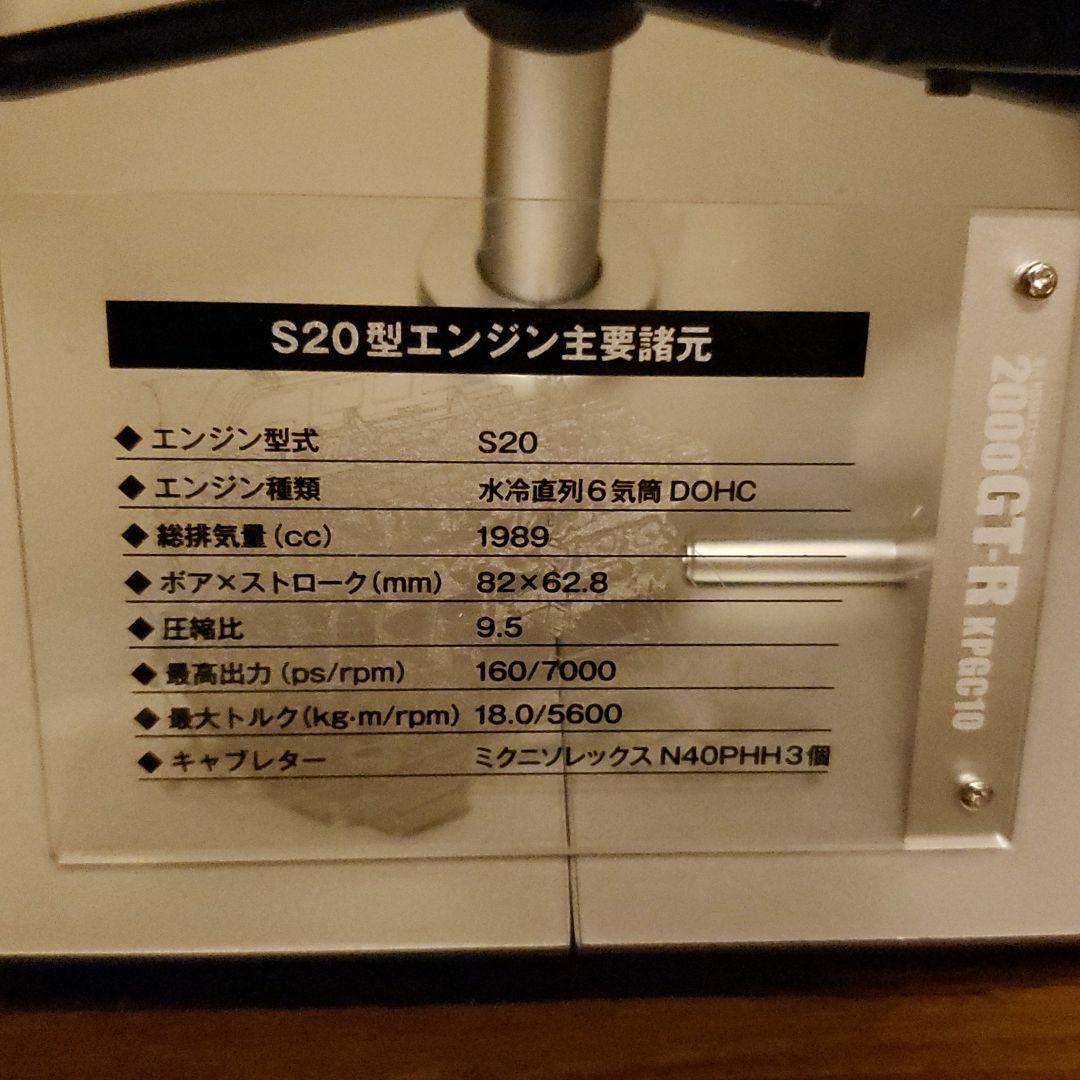 S20型エンジン主要諸元
◆ エンジン型式 S20
◆ エンジン種類 水冷直列6気筒 DOHC
◆ 総排気量(cc) 1989
◆ ボア×ストローク(mm) 82×62.8
◆ 圧縮比 9.5
◆ 最高出力(ps/rpm) 160/7000
◆ 最大トルク(kg·m/rpm) 18.0/5600
◆ キャブレター ミクニソレックス N40PHH3個
2000GT-R KPGC10